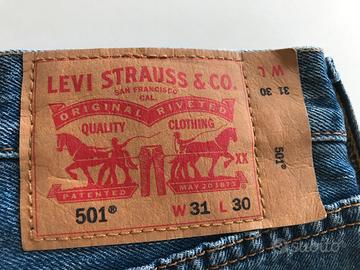 LEVI STRAUSS & CO.
SAN FRANCISCO
CAL.
ORIGINAL RIVETED
QUALITY CLOTHING
XX
PATENTED MAY 20 1873
501® W 31 L 30
W L
31 30
501®
subito